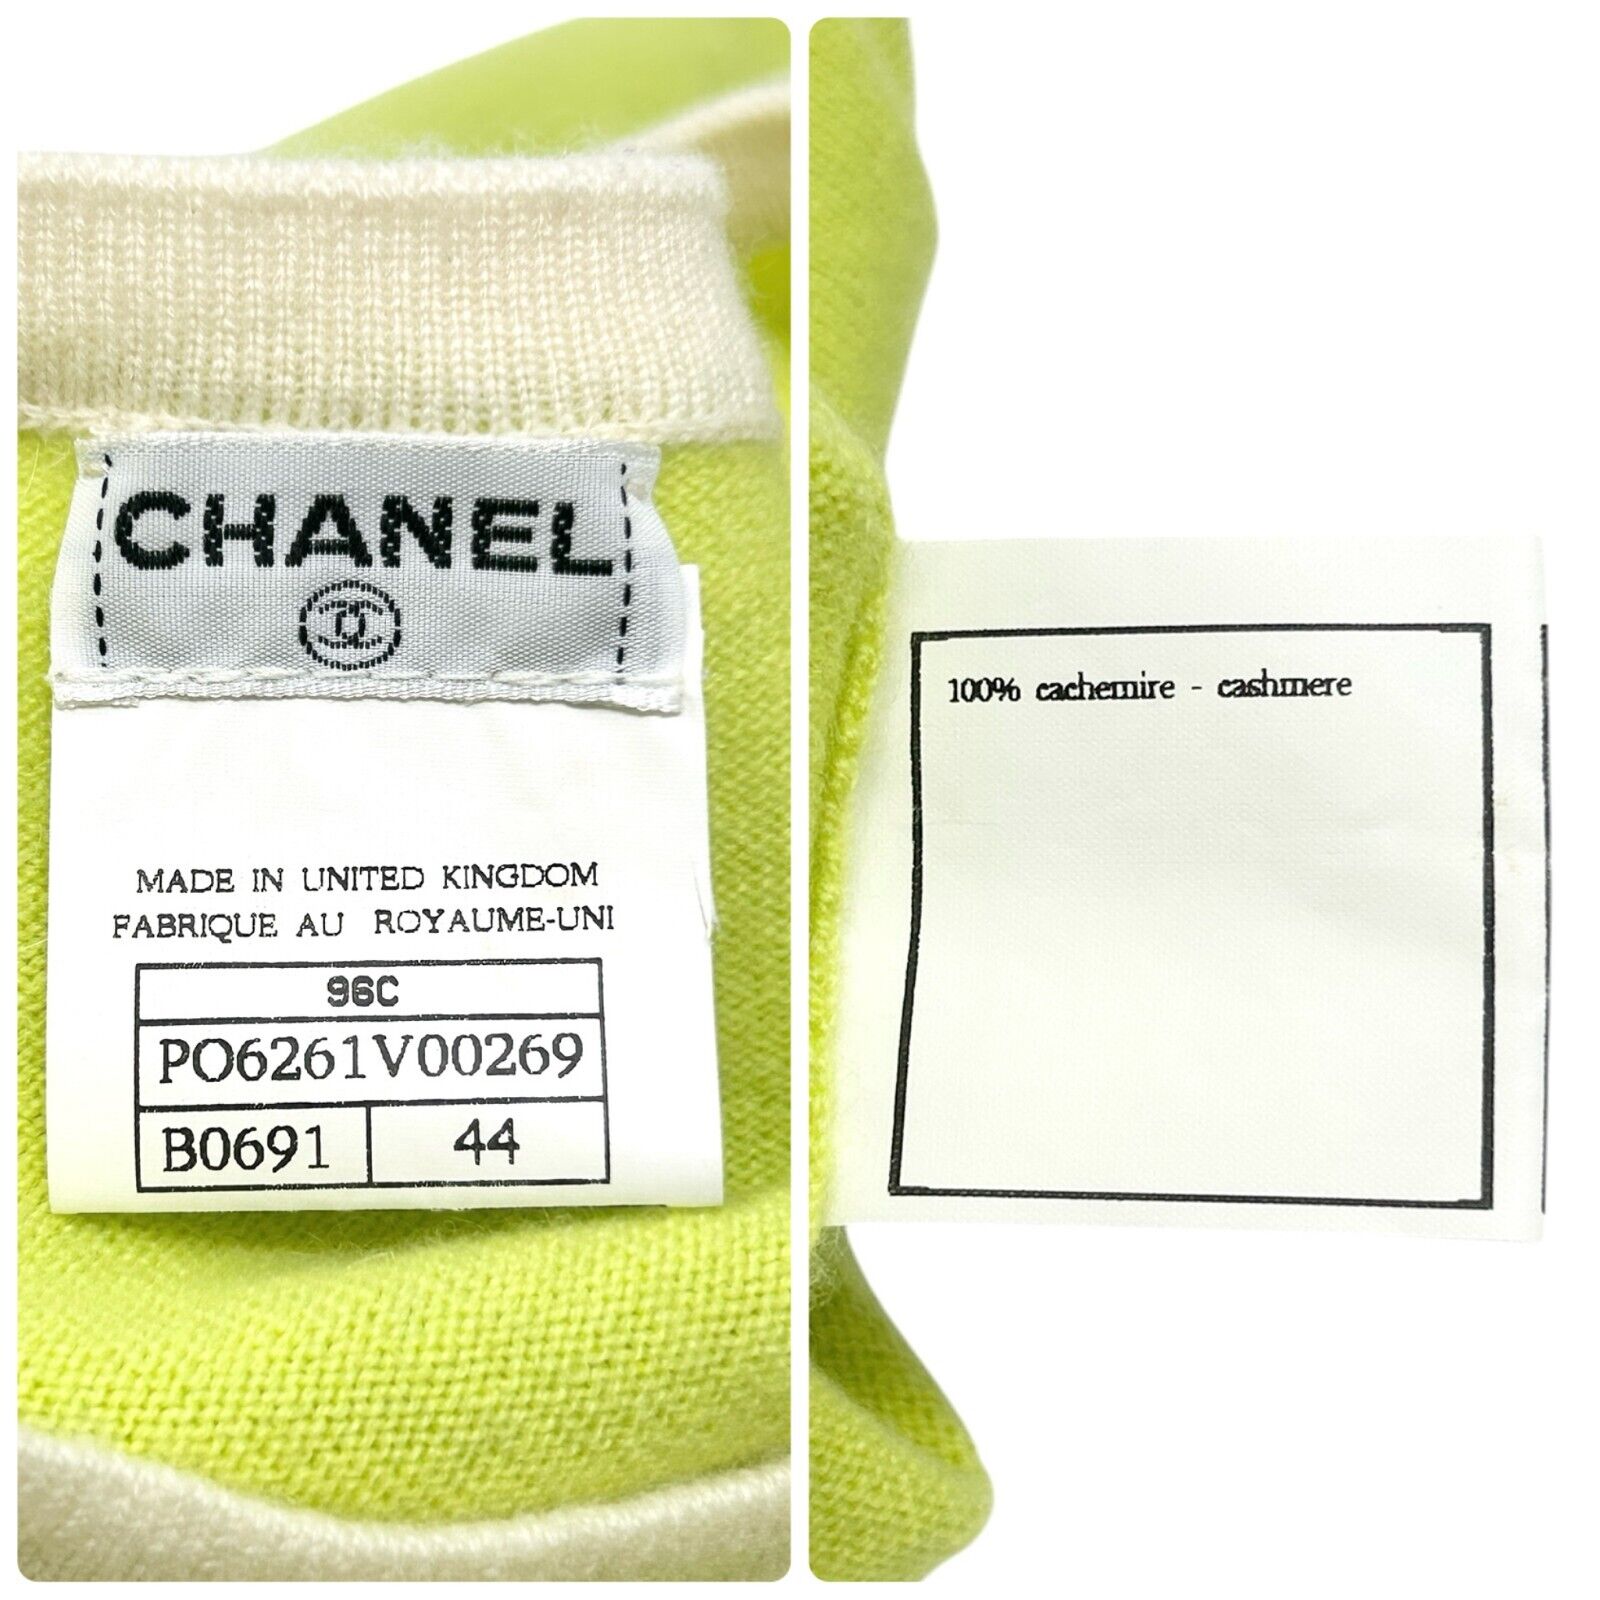 CHANEL
MADE IN UNITED KINGDOM
FABRIQUE AU ROYAUME-UNI
96C
PO6261V00269
B0691 44
100% cachemire - cashmere